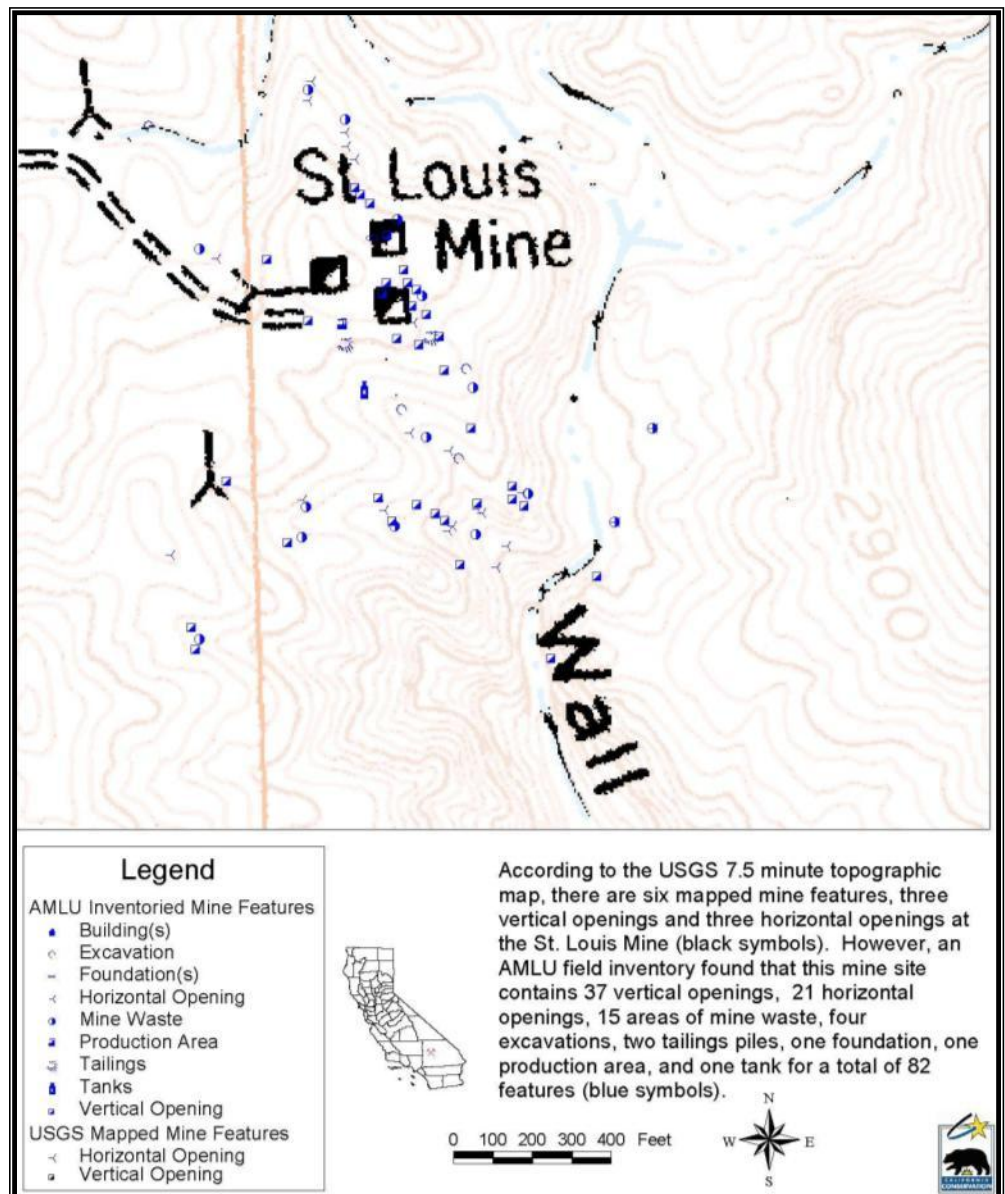 St Louis
Mine
2900
Wall
Legend
AMLU Inventoried Mine Features
Building(s)
Excavation
Foundation(s)
Horizontal Opening
Mine Waste
Production Area
Tailings
Tanks
Vertical Opening
USGS Mapped Mine Features
Horizontal Opening
Vertical Opening
According to the USGS 7.5 minute topographic
map, there are six mapped mine features, three
vertical openings and three horizontal openings at
the St. Louis Mine (black symbols). However, an
AMLU field inventory found that this mine site
contains 37 vertical openings, 21 horizontal
openings, 15 areas of mine waste, four
excavations, two tailings piles, one foundation, one
production area, and one tank for a total of 82
features (blue symbols).
0 100 200 300 400 Feet
N
W E
S
CALIFORNIA
CONSERVATION